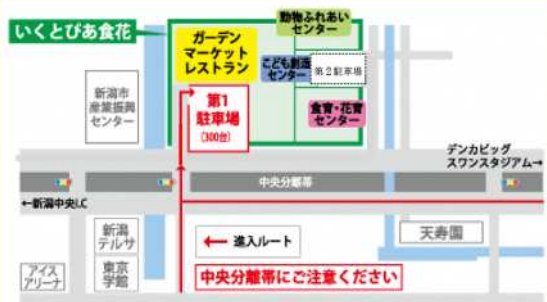 いくとぴあ食花
動物ふれあい
センター
ガーデン
マーケット
レストラン
こども創造
センター
第2駐車場
新潟市
産業振興
センター
第1
駐車場
(300台)
食育・花育
センター
デンカビッグ
スワンスタジアム→
中央分離帯
←新潟中央I.C
新潟
テルサ
←進入ルート
天寿園
アイス
アリーナ
東京
学館
中央分離帯にご注意ください